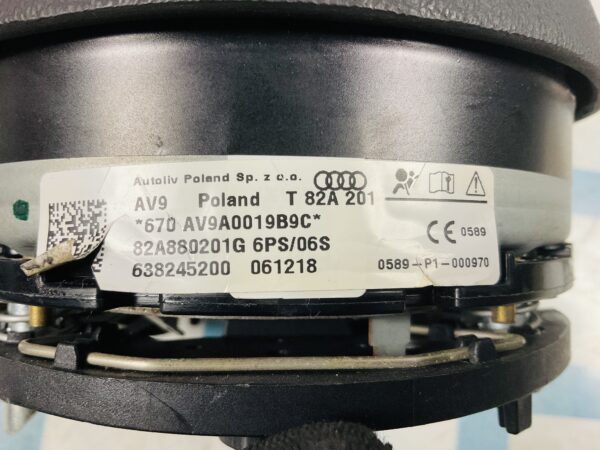 Autoliv Poland Sp. z o.o.
AV9 Poland T 82A 201
*670 AV9A0019B9C*
82A880201G 6PS/06S
638245200 061218
CE 0589
0589-P1-000970